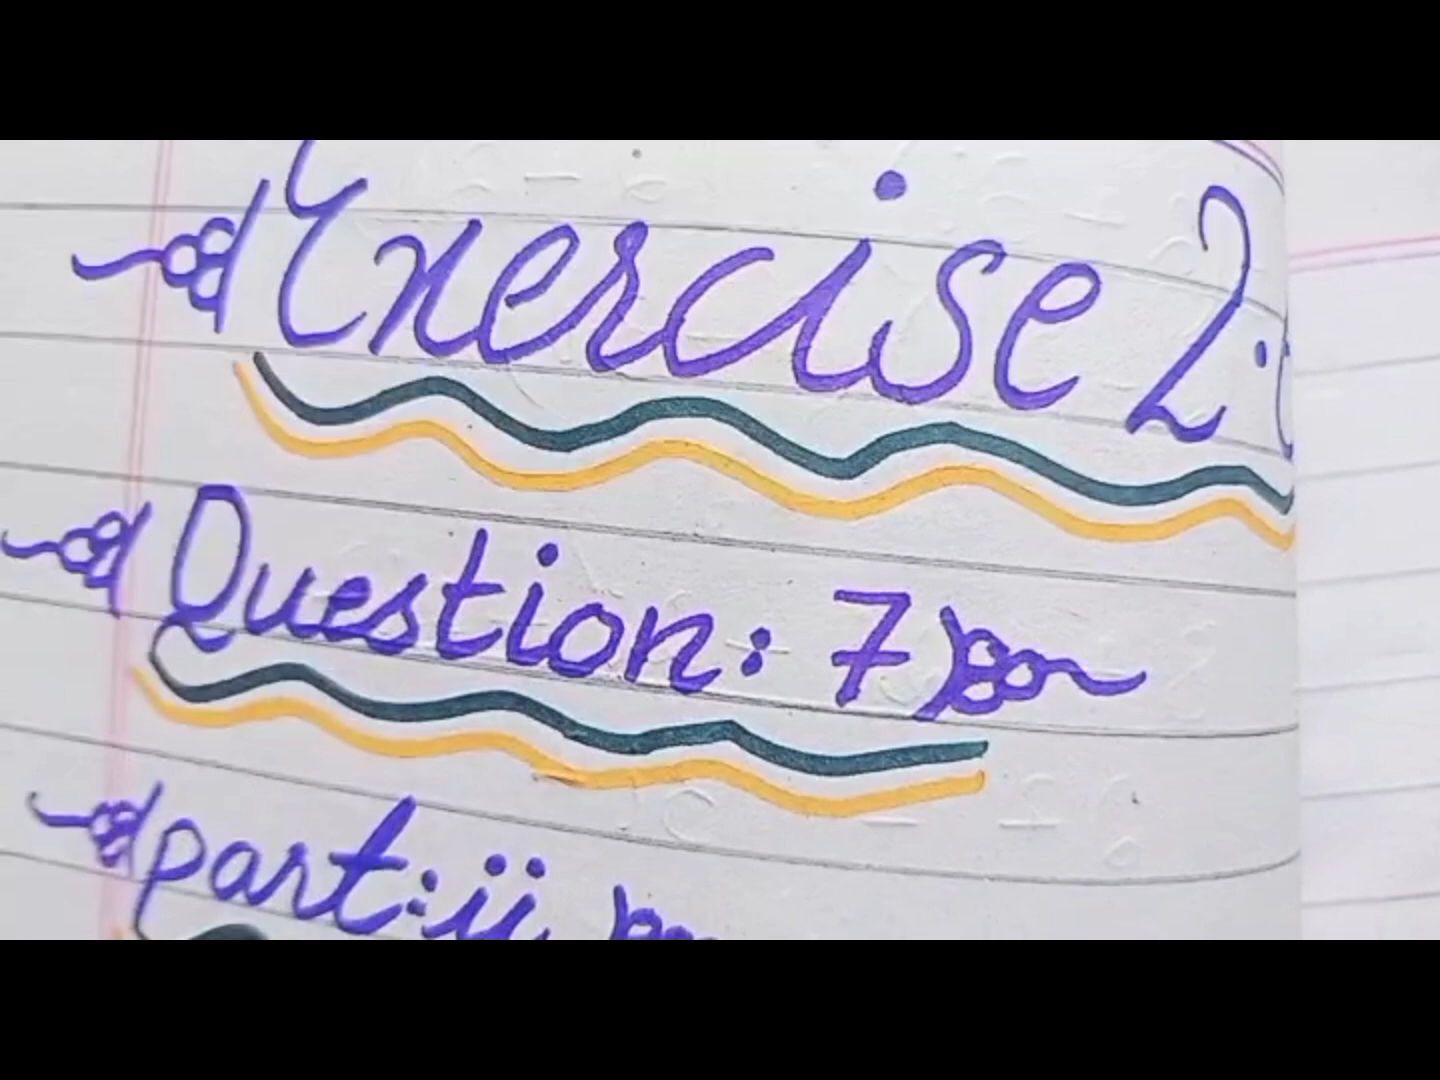 Exercise 2.
Question: 7
part: ii